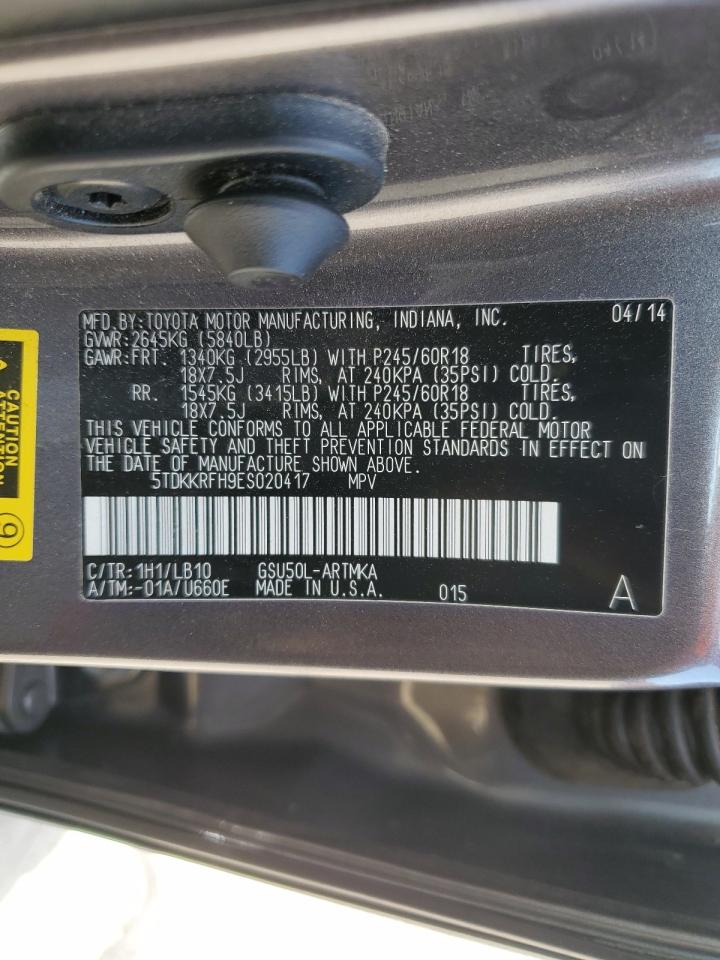 MFD.BY:TOYOTA MOTOR MANUFACTURING, INDIANA, INC. 04/14
GVWR:2645KG (5840LB)
GAWR:FRT. 1340KG (2955LB) WITH P245/60R18 TIRES,
18X7.5J RIMS, AT 240KPA (35PSI) COLD.
RR. 1545KG (3415LB) WITH P245/60R18 TIRES,
18X7.5J RIMS, AT 240KPA (35PSI) COLD.
THIS VEHICLE CONFORMS TO ALL APPLICABLE FEDERAL MOTOR
VEHICLE SAFETY AND THEFT PREVENTION STANDARDS IN EFFECT ON
THE DATE OF MANUFACTURE SHOWN ABOVE.
5TDKKRFH9ES020417 MPV
C/TR:1H1/LB10 GSU50L-ARTMKA
A/TM:-01A/U660E MADE IN U.S.A. 015 A
CAUTION
ATTENTION
9